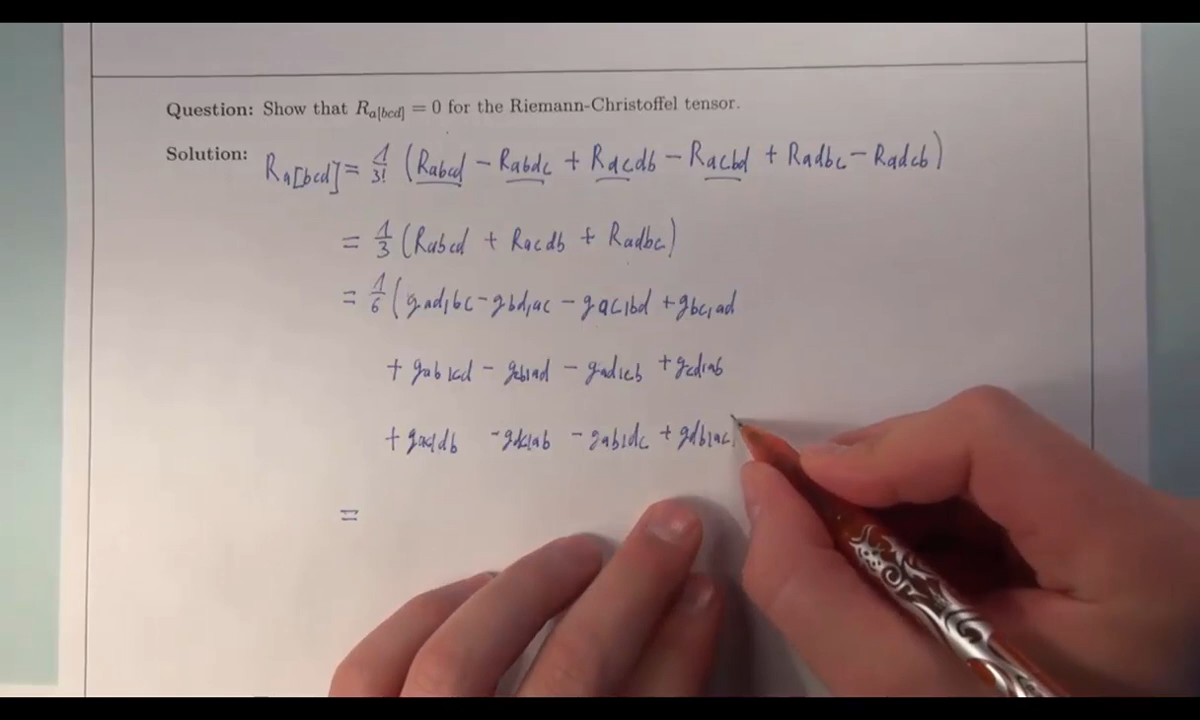 Question: Show that R_{a[bcd]} = 0 for the Riemann-Christoffel tensor.
Solution: R_{a[bcd]} = 1/3! (R_{abcd} - R_{abdc} + R_{acdb} - R_{acbd} + R_{adbc} - R_{adcb})
= 1/3 (R_{abcd} + R_{acdb} + R_{adbc})
= 1/6 (g_{ad,bc} - g_{bd,ac} - g_{ac,bd} + g_{bc,ad}
+ g_{ab,cd} - g_{cb,ad} - g_{ad,cb} + g_{cd,ab}
+ g_{ac,db} - g_{dc,ab} - g_{ab,dc} + g_{db,ac}
=